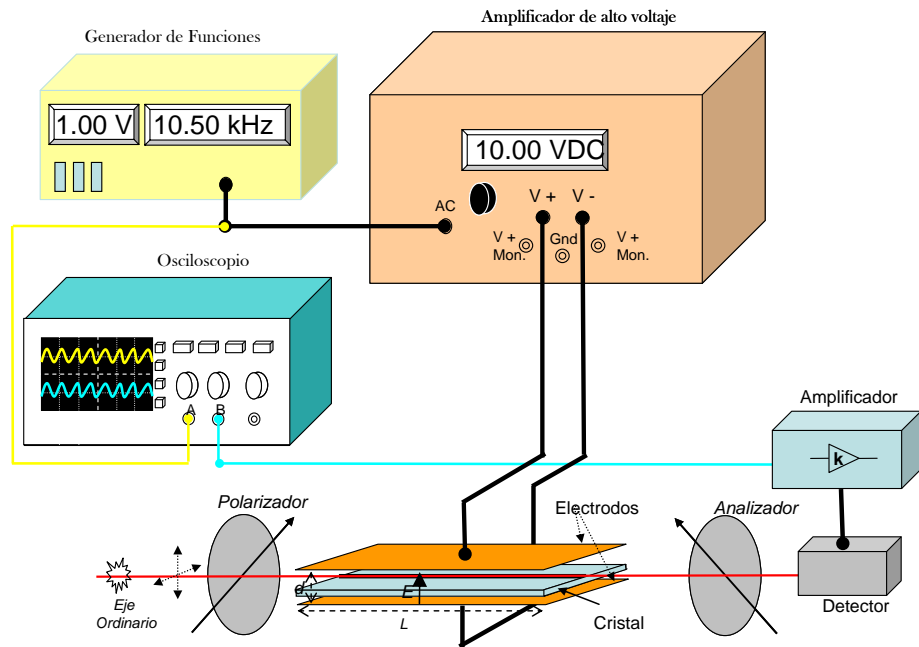 Amplificador de alto voltaje
Generador de Funciones
1.00 V
10.50 kHz
10.00 VDC
AC
V +
V -
V +
Mon.
Gnd
V +
Mon.
Osciloscopio
A
B
Amplificador
k
Polarizador
Electrodos
Analizador
Eje
Ordinario
d
E
L
Cristal
Detector